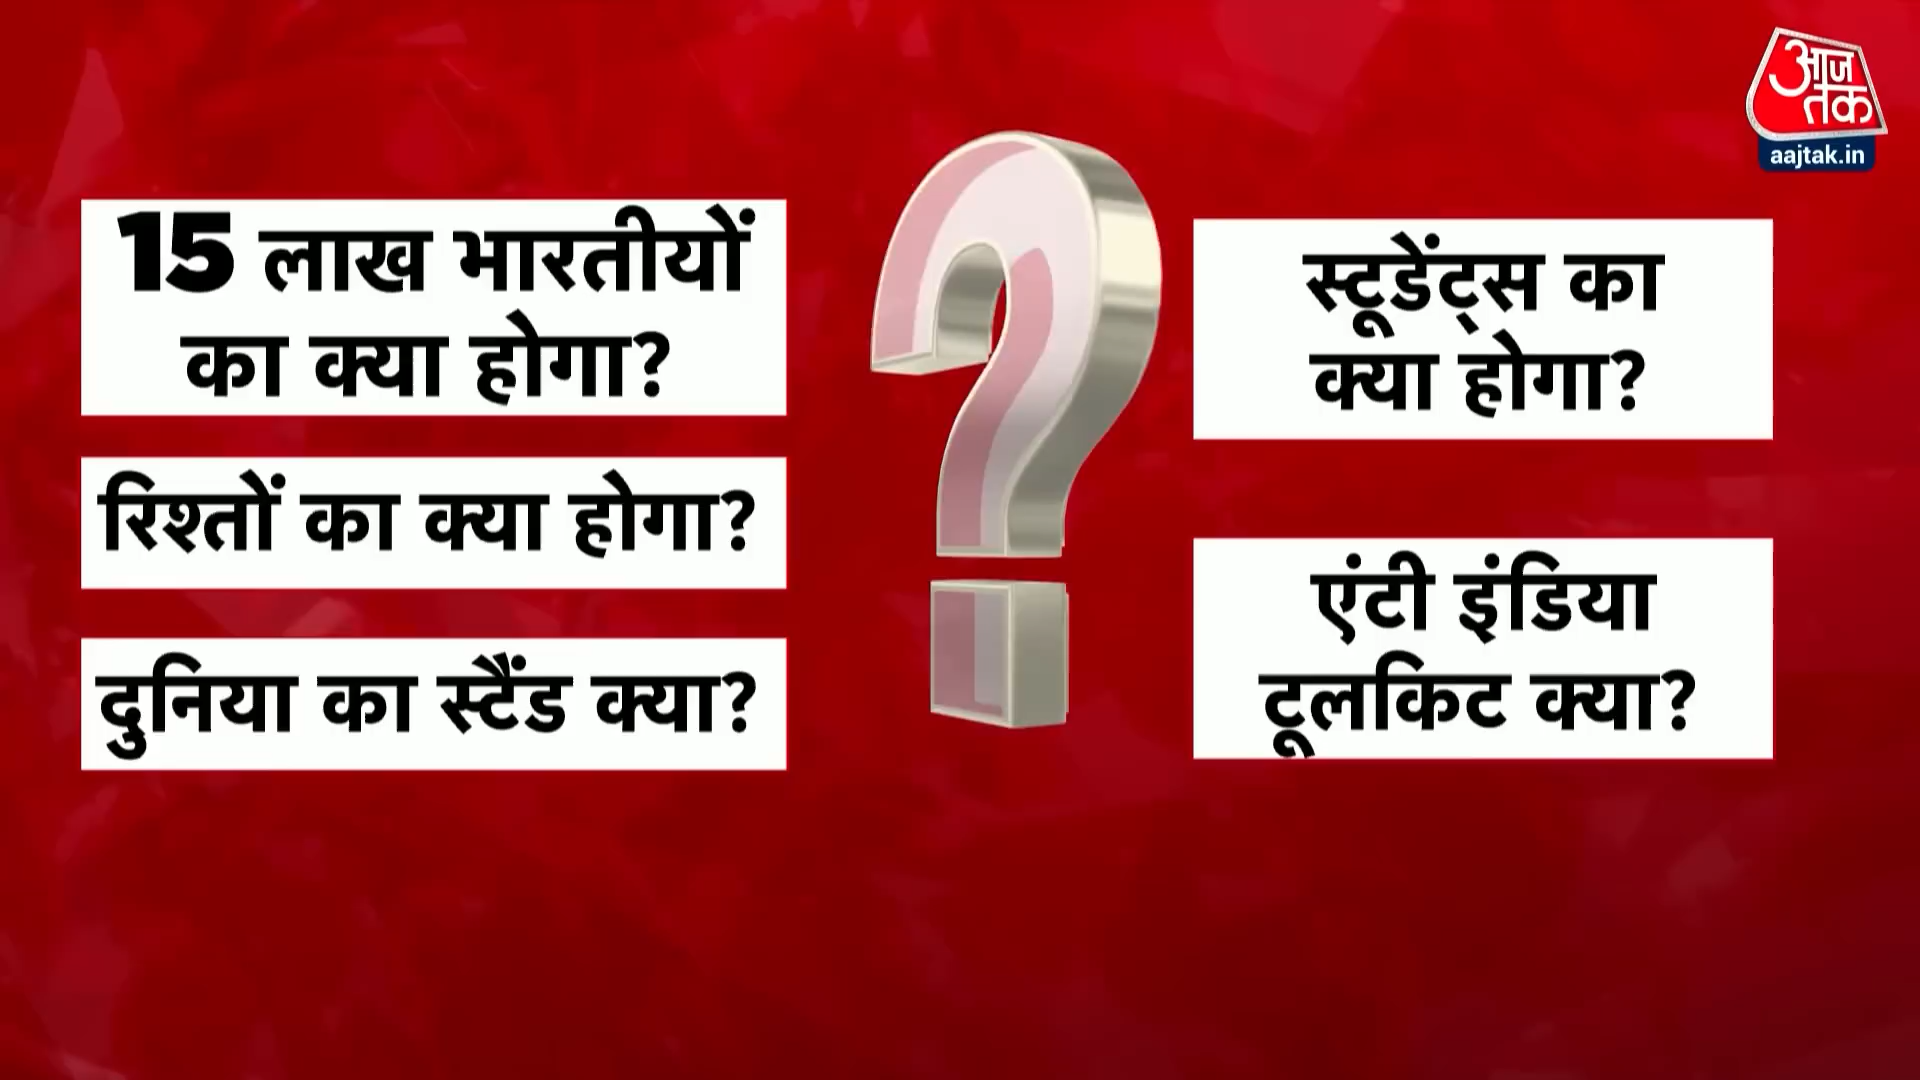 आज
तक
aajtak.in
15 लाख भारतीयों
का क्या होगा?
रिश्तों का क्या होगा?
दुनिया का स्टैंड क्या?
?
स्टूडेंट्स का
क्या होगा?
एंटी इंडिया
टूलकिट क्या?